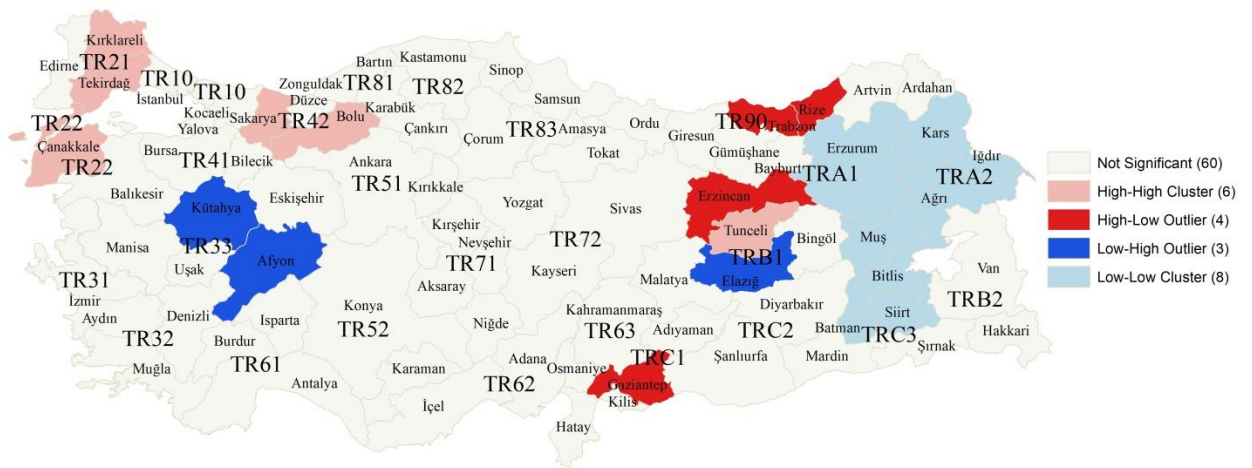 Kırklareli
TR21
Edirne
Tekirdağ
TR10
İstanbul
TR10
Kocaeli
Yalova
TR22
Çanakkale
TR22
Bursa
TR41
Bilecik
Balıkesir
Zonguldak
Düzce
Sakarya
TR42
Bolu
Bartın
TR81
Karabük
Kastamonu
TR82
Çankırı
Sinop
Samsun
TR83
Amasya
Çorum
Tokat
Ordu
Giresun
TR90
Trabzon
Rize
Gümüşhane
Bayburt
Artvin
Ardahan
Kars
Erzurum
TRA1
Iğdır
TRA2
Ağrı
Ankara
TR51
Kırıkkale
Eskişehir
Kütahya
TR33
Afyon
Manisa
Uşak
TR31
İzmir
Aydın
TR32
Denizli
Muğla
Isparta
Burdur
TR61
Antalya
Konya
TR52
Karaman
Yozgat
Kırşehir
Nevşehir
TR71
Aksaray
Niğde
TR72
Kayseri
Sivas
Erzincan
Tunceli
TRB1
Elazığ
Bingöl
Malatya
Muş
Bitlis
Van
TRB2
Hakkari
Siirt
TRC3
Şırnak
Batman
Mardin
Diyarbakır
TRC2
Şanlıurfa
Kahramanmaraş
TR63
Adıyaman
TRC1
Gaziantep
Kilis
Osmaniye
Adana
TR62
İçel
Hatay
Not Significant (60)
High-High Cluster (6)
High-Low Outlier (4)
Low-High Outlier (3)
Low-Low Cluster (8)